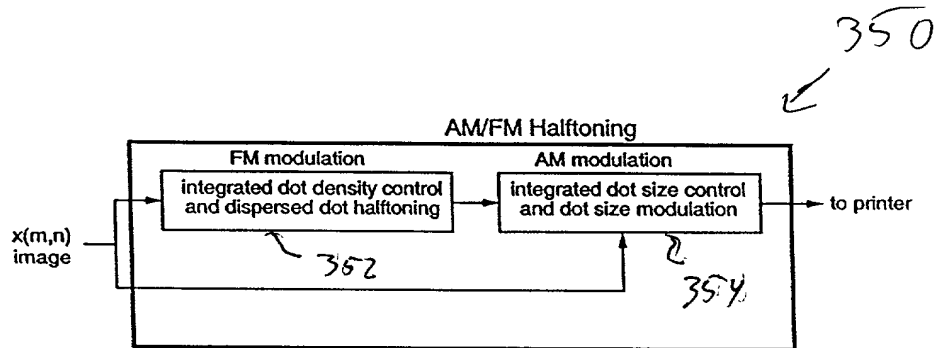 350
AM/FM Halftoning
FM modulation
AM modulation
integrated dot density control
and dispersed dot halftoning
integrated dot size control
and dot size modulation
to printer
x(m,n)
image
352
354